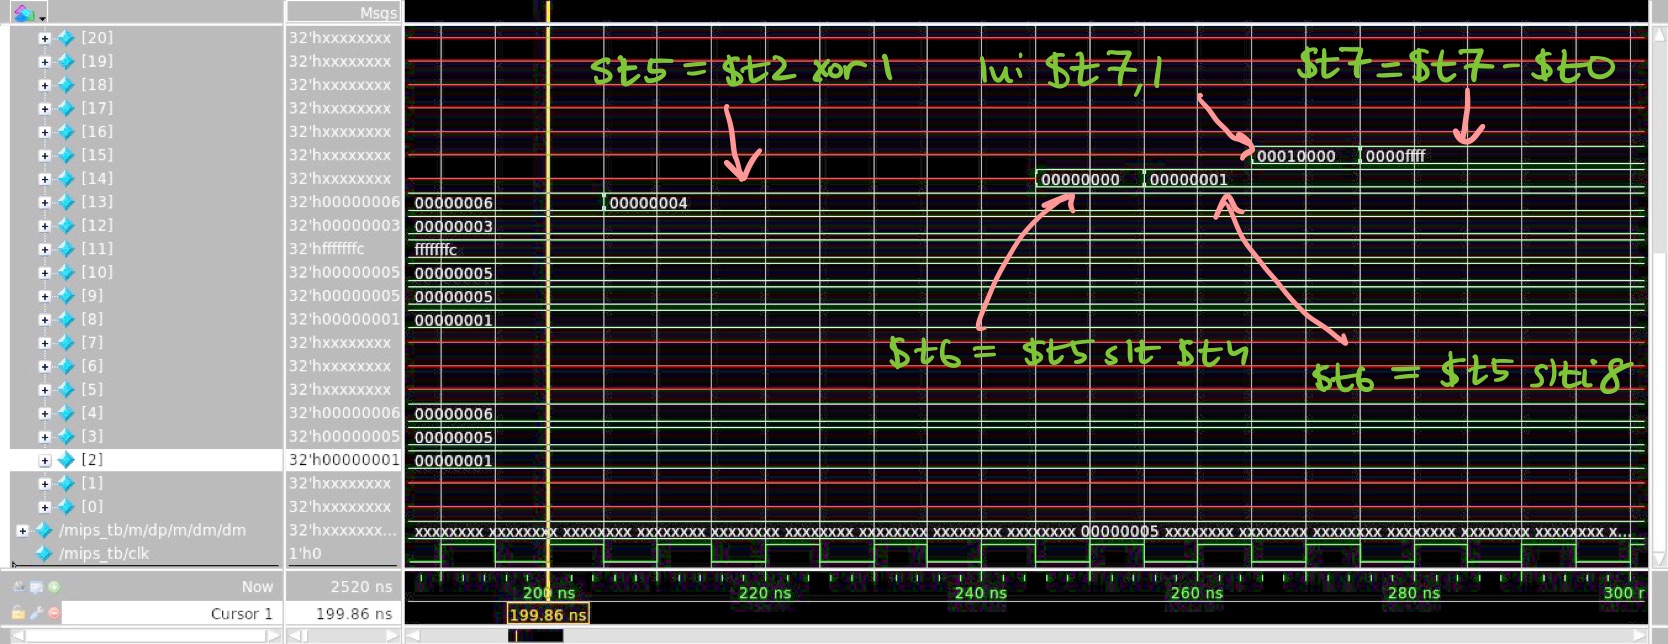 Msgs
$t5 = $t2 xor 1
lui $t7,1
$t7=$t7-$t0
[20] 32'hxxxxxxxx
[19] 32'hxxxxxxxx
[18] 32'hxxxxxxxx
[17] 32'hxxxxxxxx
[16] 32'hxxxxxxxx
[15] 32'hxxxxxxxx 00010000 0000ffff
[14] 32'hxxxxxxxx 00000000 00000001
[13] 32'h00000006 00000006 00000004
[12] 32'h00000003 00000003
[11] 32'hfffffffc fffffffc
[10] 32'h00000005 00000005
[9] 32'h00000005 00000005
[8] 32'h00000001 00000001
[7] 32'hxxxxxxxx
[6] 32'hxxxxxxxx
$t6 = $t5 slt $t4
$t6 = $t5 slti 8
[5] 32'hxxxxxxxx
[4] 32'h00000006 00000006
[3] 32'h00000005 00000005
[2] 32'h00000001 00000001
[1] 32'hxxxxxxxx
[0] 32'hxxxxxxxx
/mips_tb/m/dp/m/dm/dm 32'hxxxxxxx... xxxxxxxx xxxxxxxx xxxxxxxx xxxxxxxx xxxxxxxx xxxxxxxx xxxxxxxx xxxxxxxx xxxxxxxx 00000005 xxxxxxxx xxxxxxxx xxxxxxxx xxxxxxxx xxxxxxxx xxxxxxxx x...
/mips_tb/clk 1'h0
Now 2520 ns 200 ns 220 ns 240 ns 260 ns 280 ns 300 r
Cursor 1 199.86 ns 199.86 ns